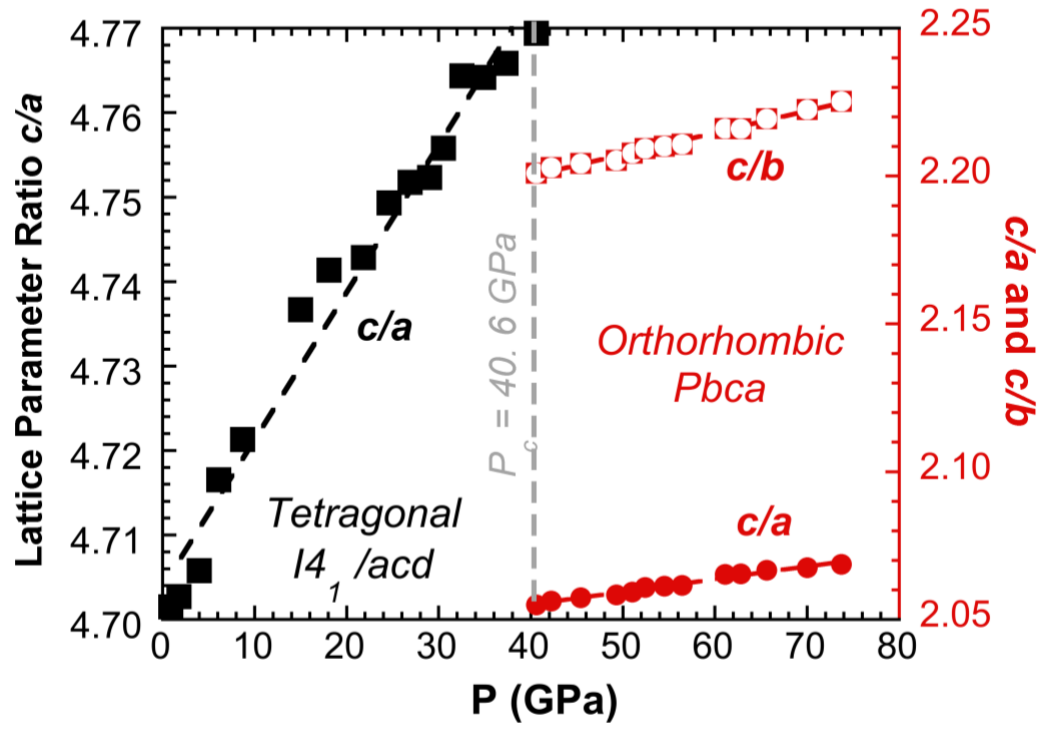 4.77
4.76
4.75
4.74
4.73
4.72
4.71
4.70
Lattice Parameter Ratio c/a
c/a
Tetragonal
I4₁/acd
P_c = 40. 6 GPa
2.25
2.20
2.15
2.10
2.05
c/a and c/b
c/b
Orthorhombic
Pbca
c/a
0 10 20 30 40 50 60 70 80
P (GPa)